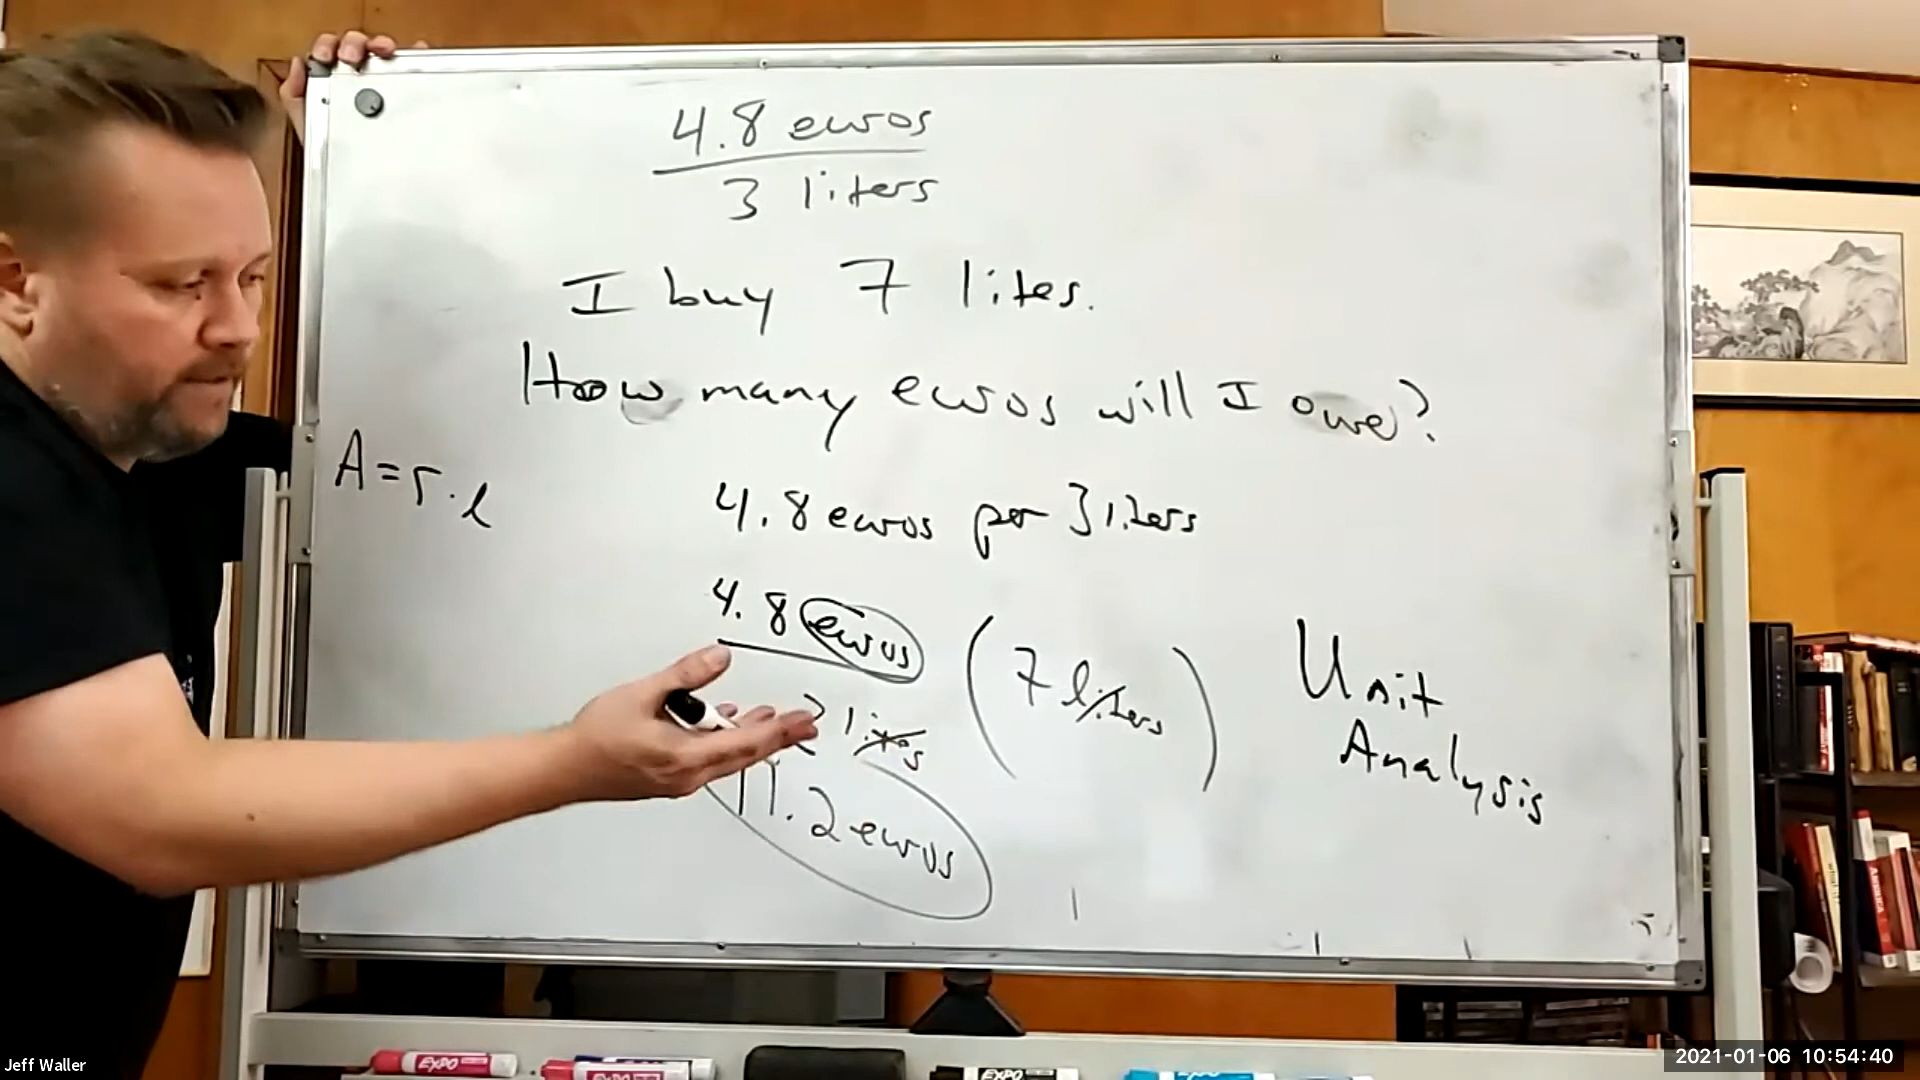 4.8 euros
3 liters
I buy 7 lites.
How many euros will I owe?
A = r · l
4.8 euros per 3 liters
4.8 euros (7 liters)
3 liters
11.2 euros
Unit
Analysis
EXPO
EXPO
AMERICA
Jeff Waller
2021-01-06 10:54:40